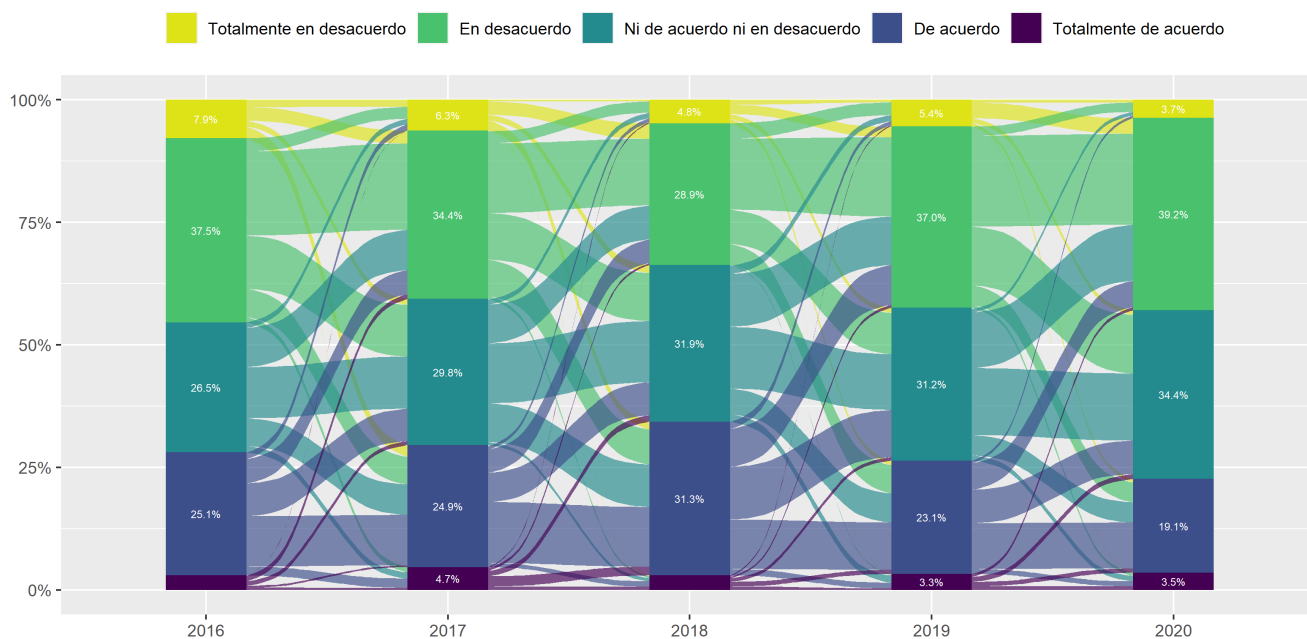 Totalmente en desacuerdo En desacuerdo Ni de acuerdo ni en desacuerdo De acuerdo Totalmente de acuerdo
100%
75%
50%
25%
0%
7.9% 6.3% 4.8% 5.4% 3.7%
37.5% 34.4% 28.9% 37.0% 39.2%
26.5% 29.8% 31.9% 31.2% 34.4%
25.1% 24.9% 31.3% 23.1% 19.1%
4.7% 3.3% 3.5%
2016 2017 2018 2019 2020